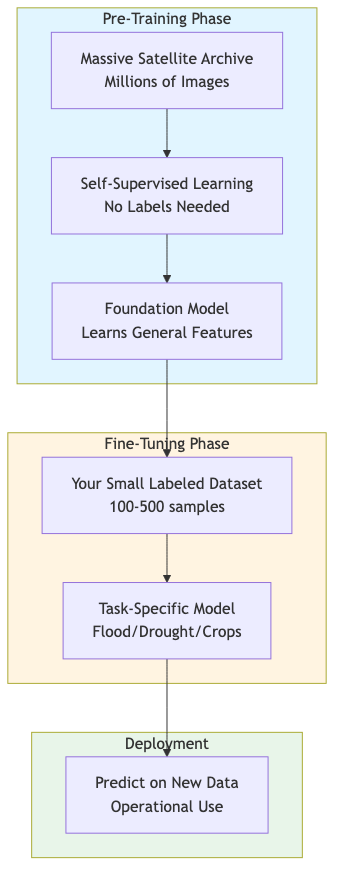 Pre-Training Phase
Massive Satellite Archive
Millions of Images
Self-Supervised Learning
No Labels Needed
Foundation Model
Learns General Features
Fine-Tuning Phase
Your Small Labeled Dataset
100-500 samples
Task-Specific Model
Flood/Drought/Crops
Deployment
Predict on New Data
Operational Use